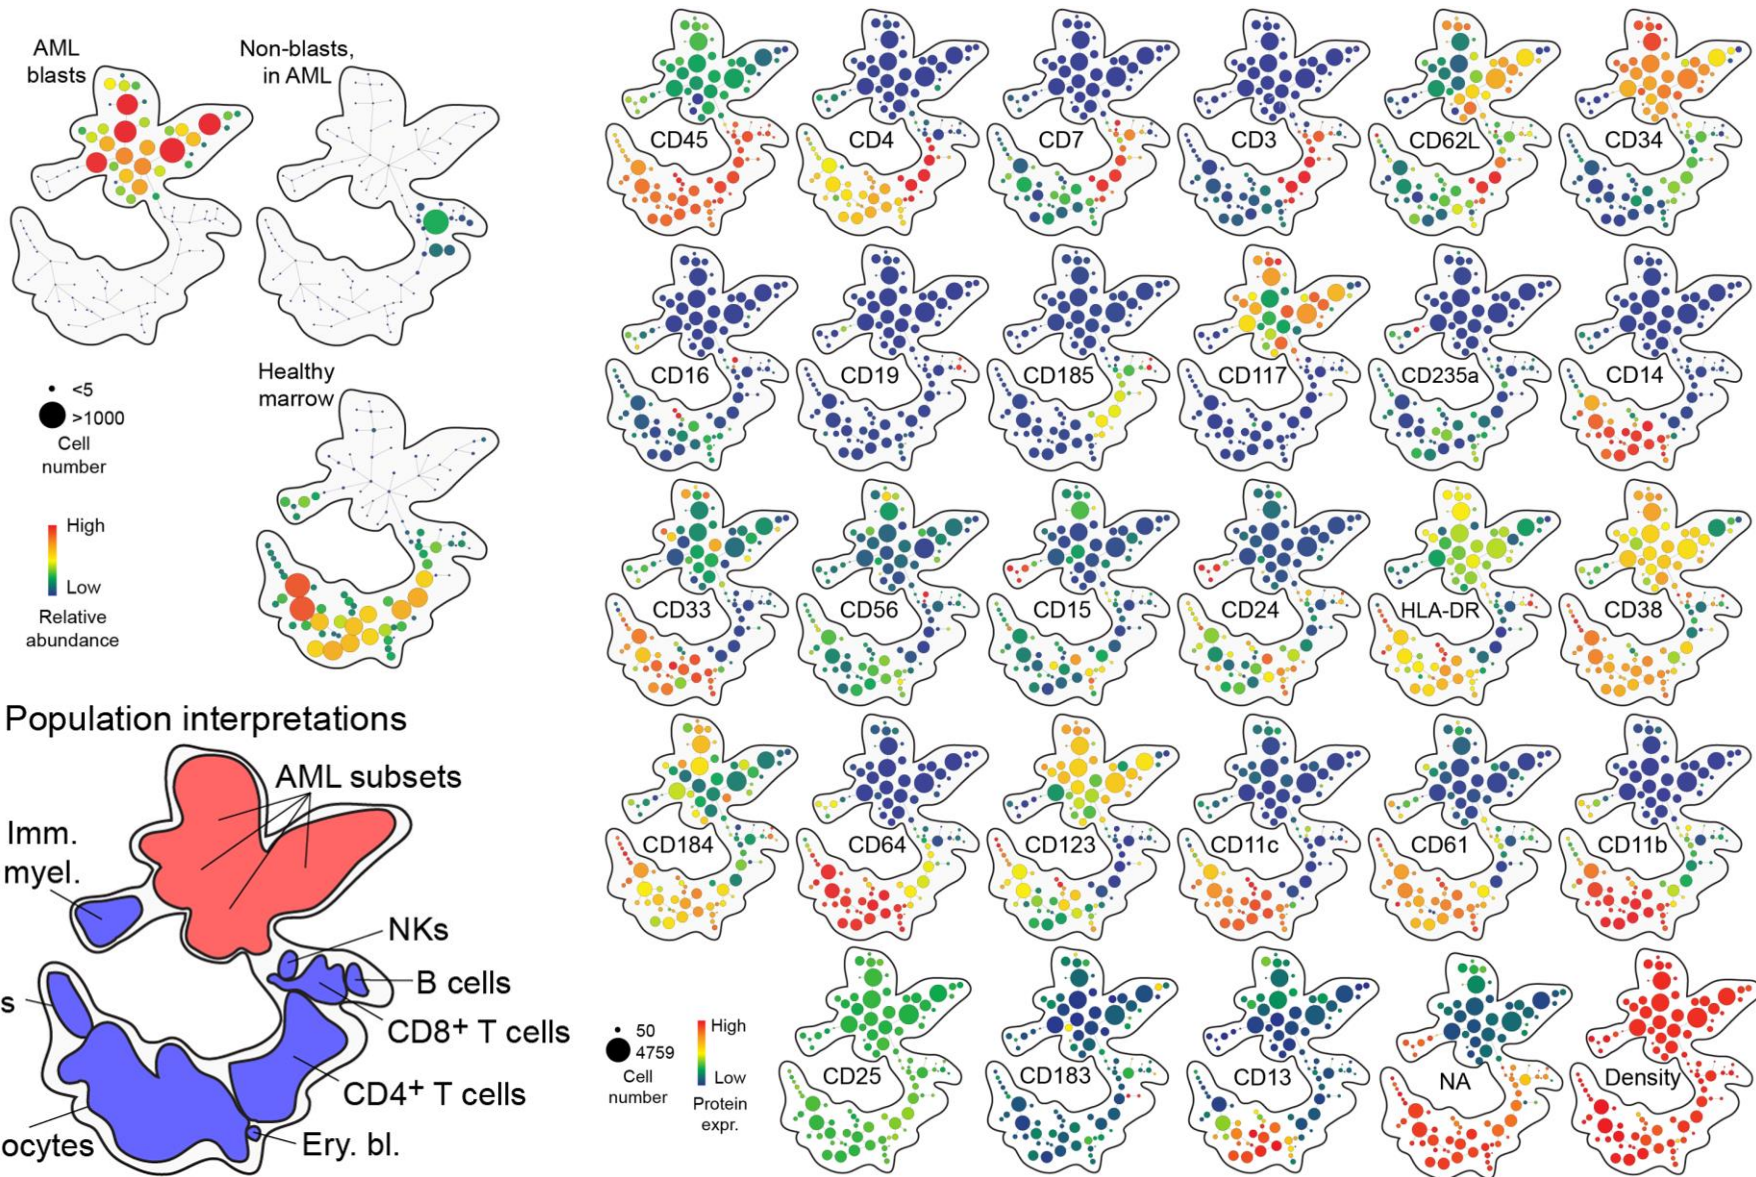 AML
blasts
Non-blasts,
in AML
Healthy
marrow
<5
>1000
Cell
number
High
Low
Relative
abundance
Population interpretations
AML subsets
Imm.
myel.
NKs
B cells
s
CD8+ T cells
CD4+ T cells
ocytes
Ery. bl.
CD45
CD4
CD7
CD3
CD62L
CD34
CD16
CD19
CD185
CD117
CD235a
CD14
CD33
CD56
CD15
CD24
HLA-DR
CD38
CD184
CD64
CD123
CD11c
CD61
CD11b
50
4759
Cell
number
High
Low
Protein
expr.
CD25
CD183
CD13
NA
Density